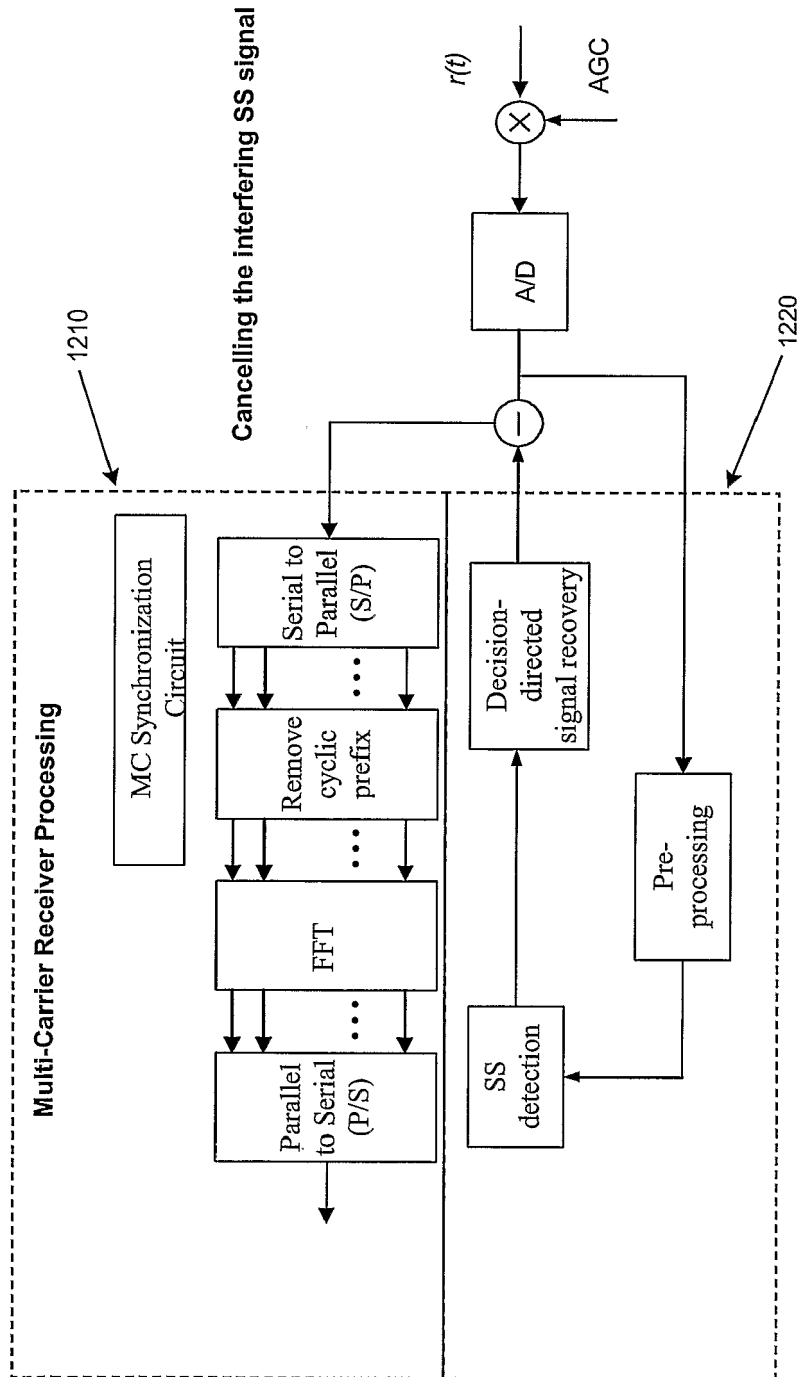 Multi-Carrier Receiver Processing
1210
MC Synchronization
Circuit
Cancelling the interfering SS signal
Parallel
to Serial
(P/S)
FFT
Remove
cyclic
prefix
Serial to
Parallel
(S/P)
SS
detection
Decision-
directed
signal recovery
Pre-
processing
−
A/D
×
r(t)
AGC
1220